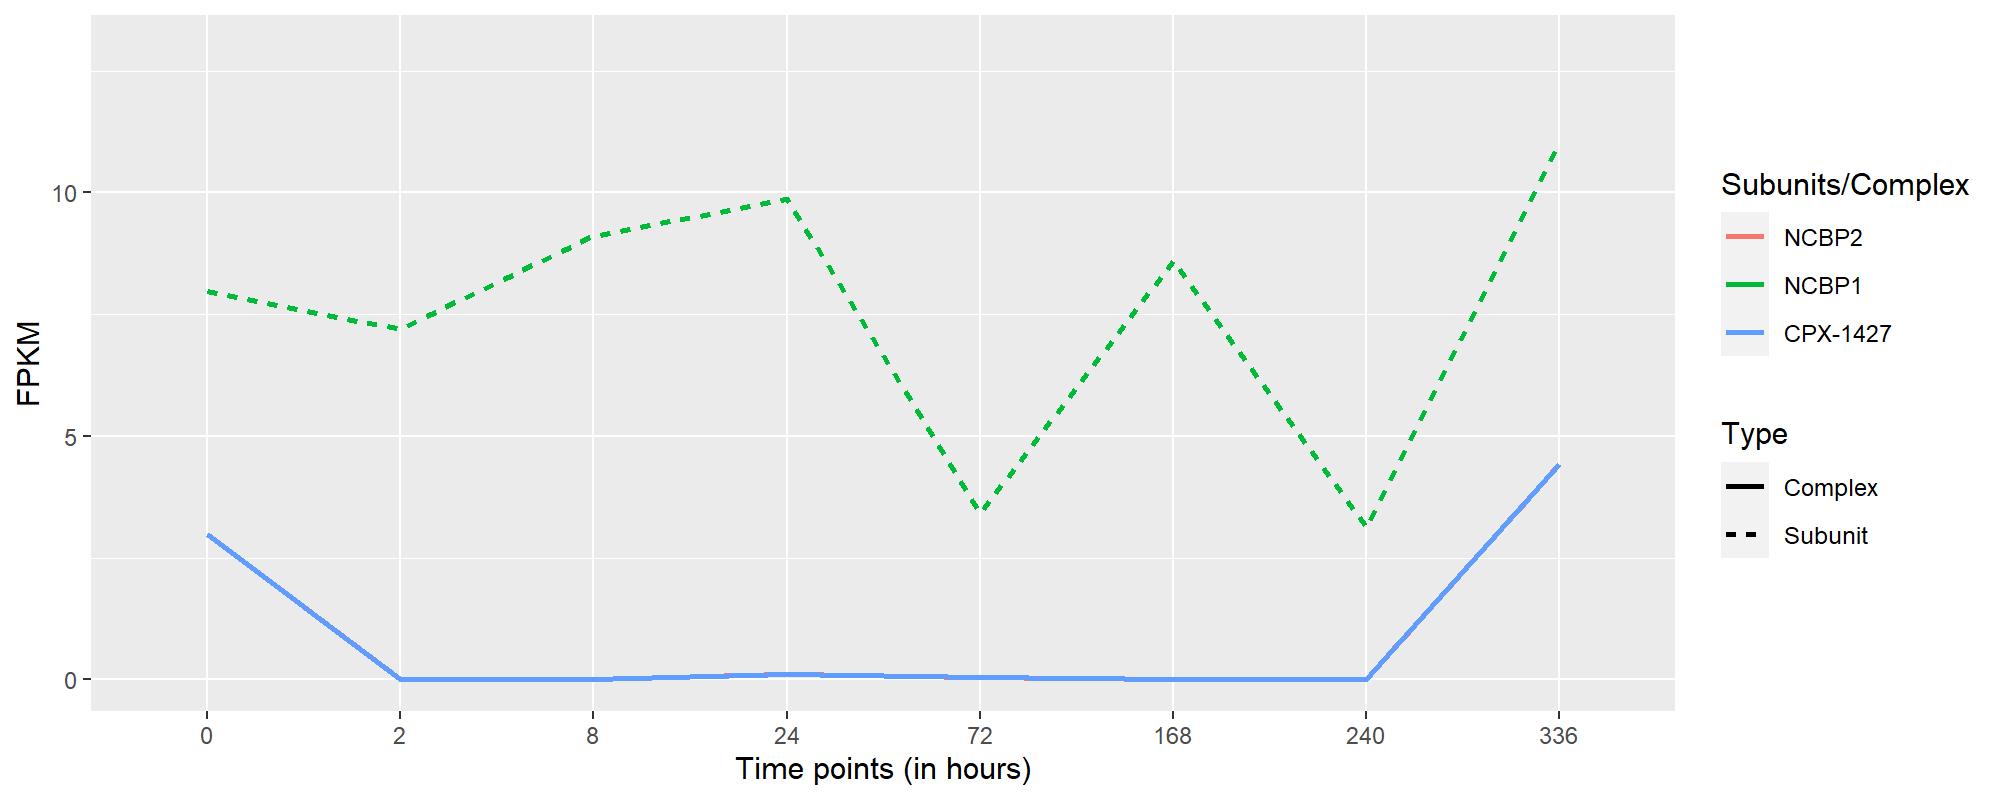 10
5
0
FPKM
0 2 8 24 72 168 240 336
Time points (in hours)
Subunits/Complex
NCBP2
NCBP1
CPX-1427
Type
Complex
Subunit